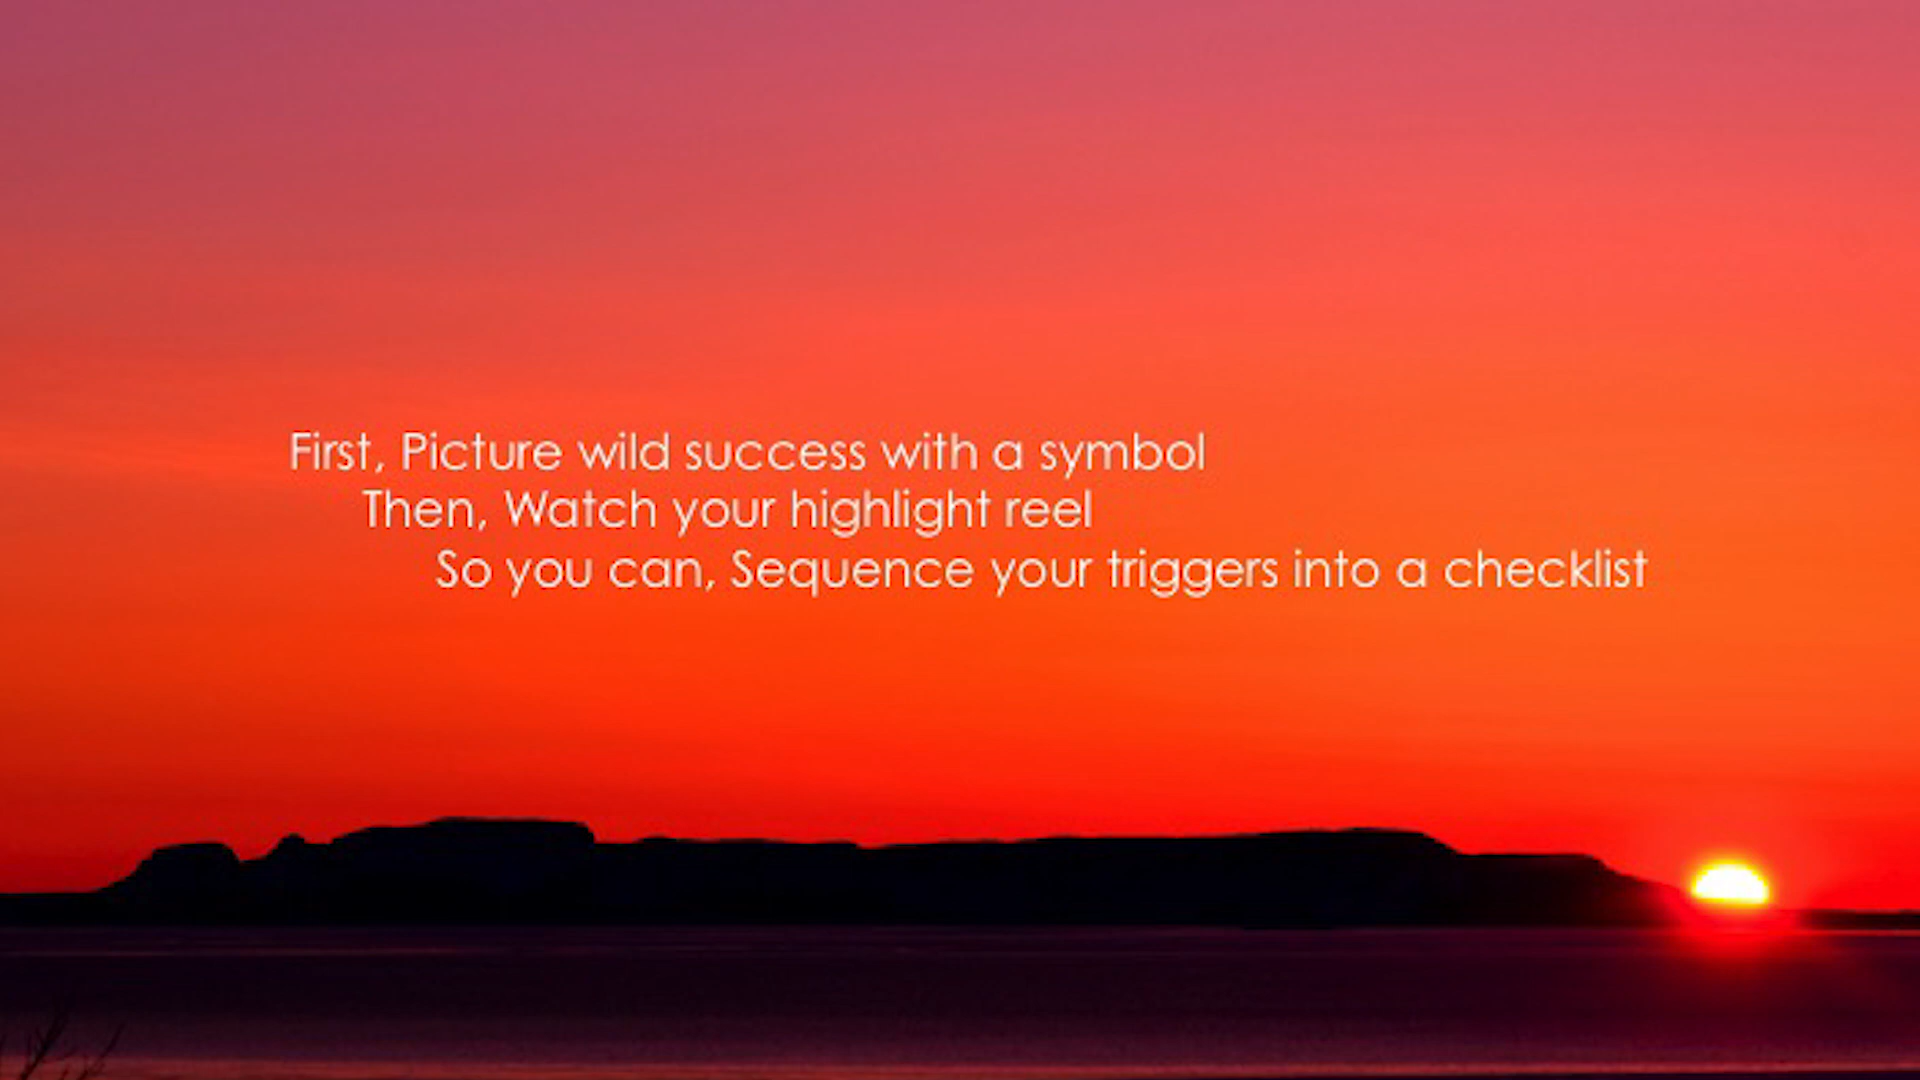 First, Picture wild success with a symbol
Then, Watch your highlight reel
So you can, Sequence your triggers into a checklist